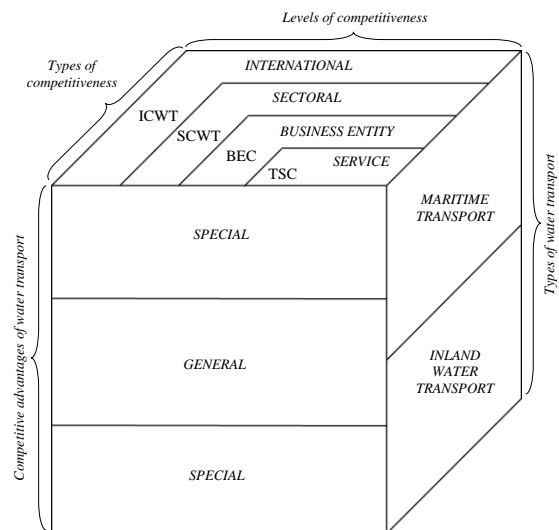 Levels of competitiveness
Types of
competitiveness
INTERNATIONAL
ICWT
SECTORAL
SCWT
BUSINESS ENTITY
BEC
SERVICE
TSC
MARITIME
TRANSPORT
Types of water transport
Competitive advantages of water transport
SPECIAL
GENERAL
INLAND
WATER
TRANSPORT
SPECIAL